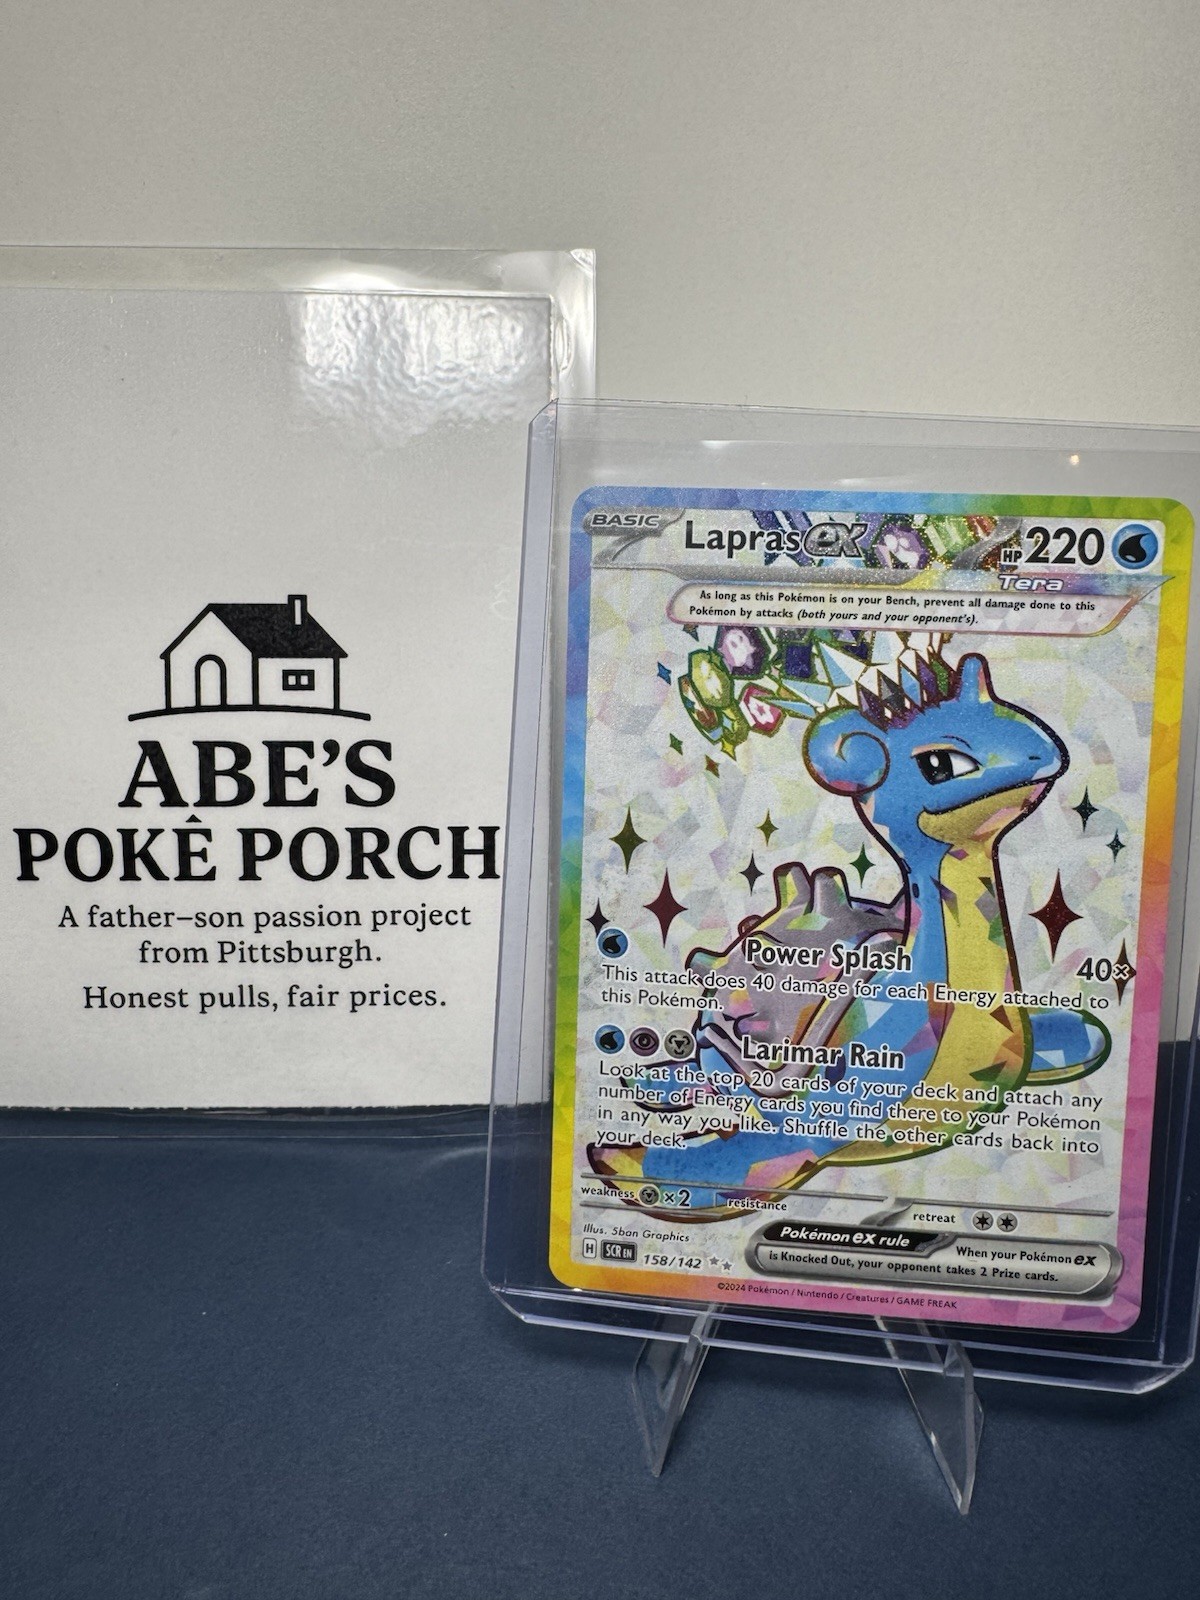 ABE'S
POKÊ PORCH
A father–son passion project
from Pittsburgh.
Honest pulls, fair prices.
BASIC Lapras ex HP 220
Tera
As long as this Pokémon is on your Bench, prevent all damage done to this
Pokémon by attacks (both yours and your opponent's).
Power Splash 40×
This attack does 40 damage for each Energy attached to
this Pokémon.
Larimar Rain
Look at the top 20 cards of your deck and attach any
number of Energy cards you find there to your Pokémon
in any way you like. Shuffle the other cards back into
your deck.
weakness ×2 resistance retreat
Illus. 5ban Graphics
H SCR EN 158/142
Pokémon ex rule
When your Pokémon ex
is Knocked Out, your opponent takes 2 Prize cards.
©2024 Pokémon / Nintendo / Creatures / GAME FREAK